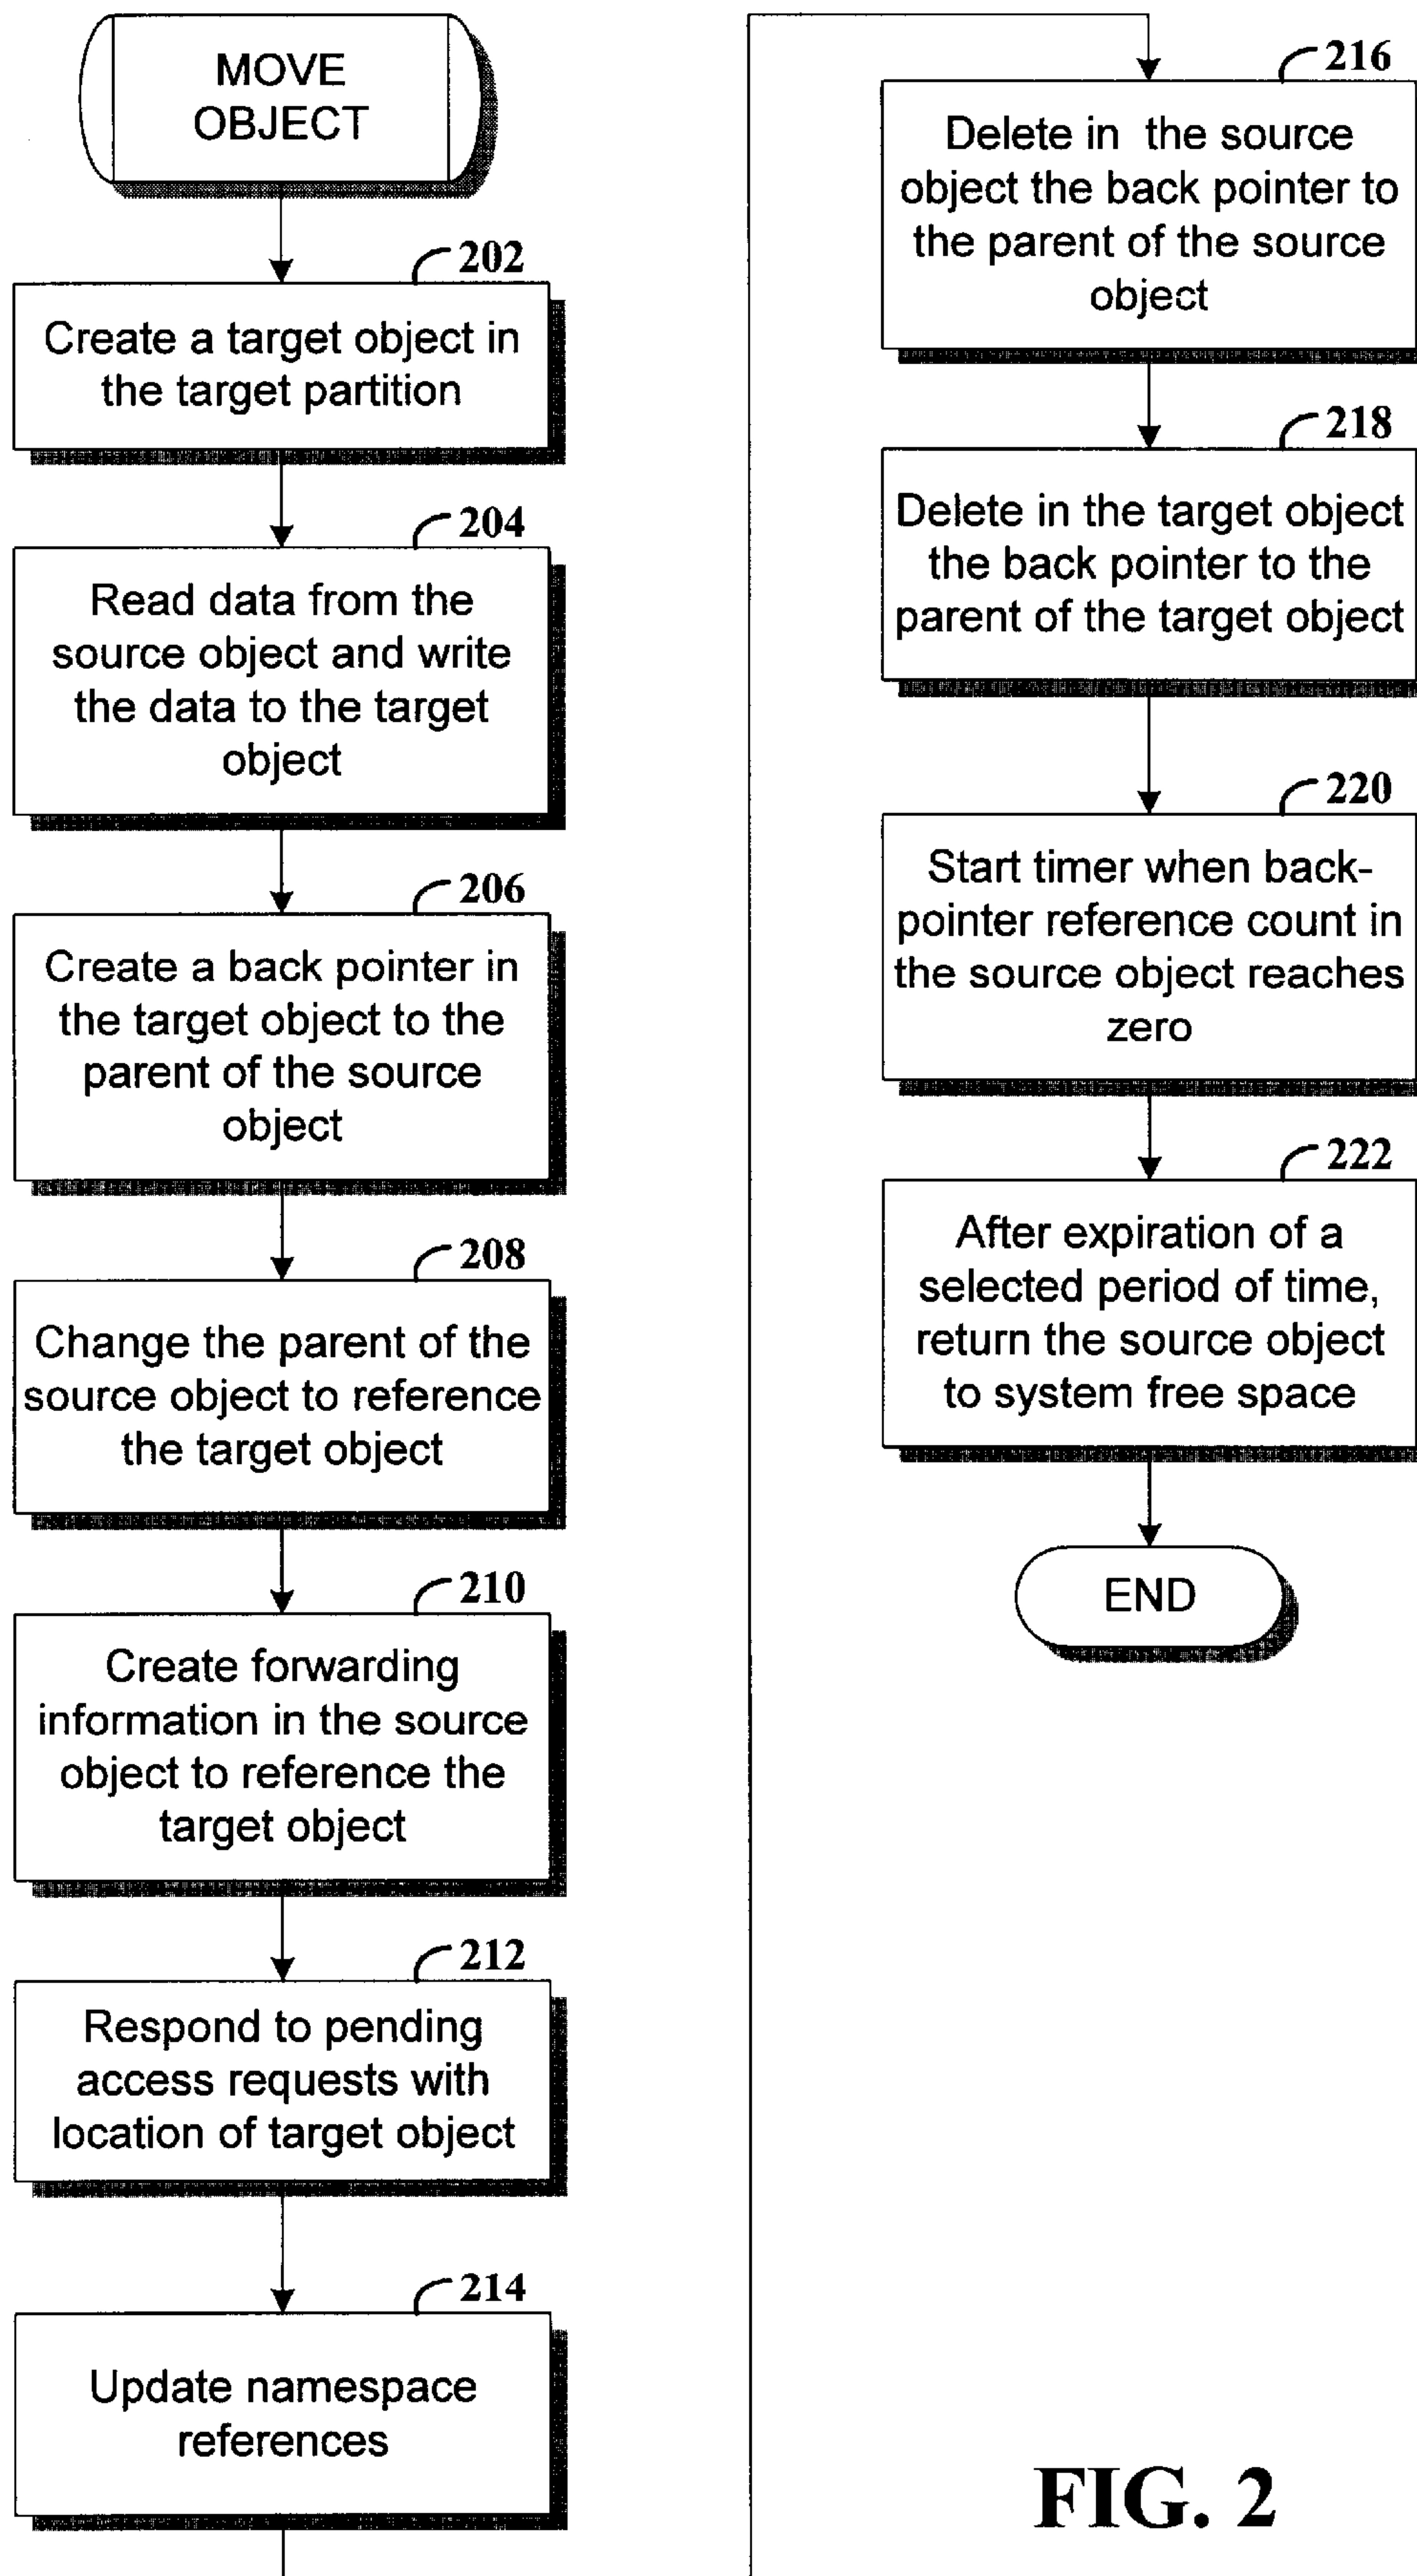 MOVE
OBJECT
202
Create a target object in
the target partition
204
Read data from the
source object and write
the data to the target
object
206
Create a back pointer in
the target object to the
parent of the source
object
208
Change the parent of the
source object to reference
the target object
210
Create forwarding
information in the source
object to reference the
target object
212
Respond to pending
access requests with
location of target object
214
Update namespace
references
216
Delete in the source
object the back pointer to
the parent of the source
object
218
Delete in the target object
the back pointer to the
parent of the target object
220
Start timer when back-
pointer reference count in
the source object reaches
zero
222
After expiration of a
selected period of time,
return the source object
to system free space
END
FIG. 2